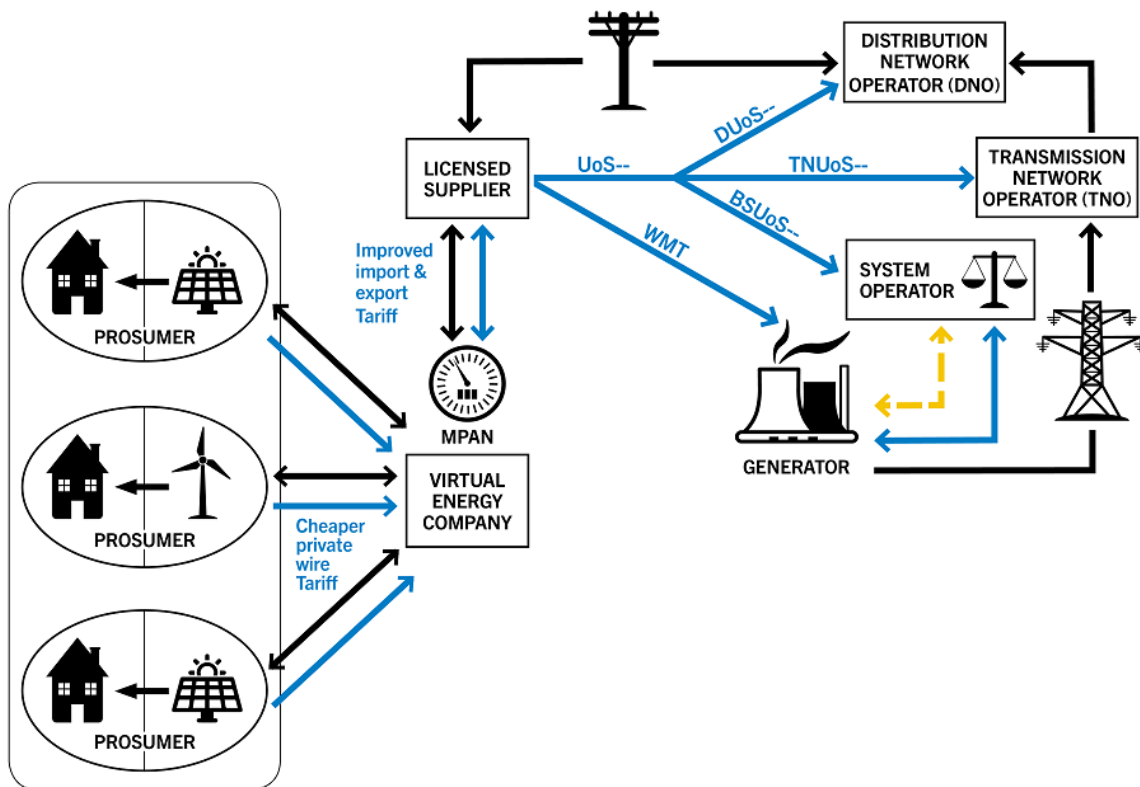 DISTRIBUTION
NETWORK
OPERATOR (DNO)
DUoS--
LICENSED
SUPPLIER
UoS--
TNUoS--
TRANSMISSION
NETWORK
OPERATOR (TNO)
BSUoS--
WMT
Improved
import &
export
Tariff
SYSTEM
OPERATOR
PROSUMER
MPAN
GENERATOR
VIRTUAL
ENERGY
COMPANY
PROSUMER
Cheaper
private
wire
Tariff
PROSUMER